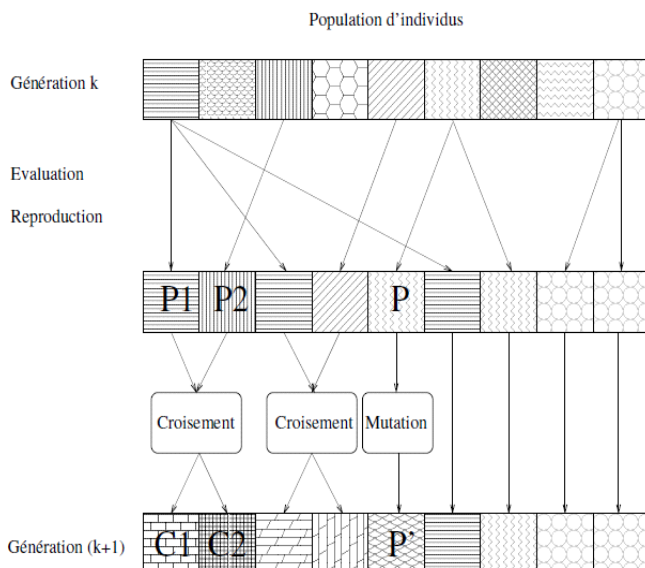 Population d'individus
Génération k
Evaluation
Reproduction
P1 P2 P
Croisement Croisement Mutation
Génération (k+1) C1 C2 P'